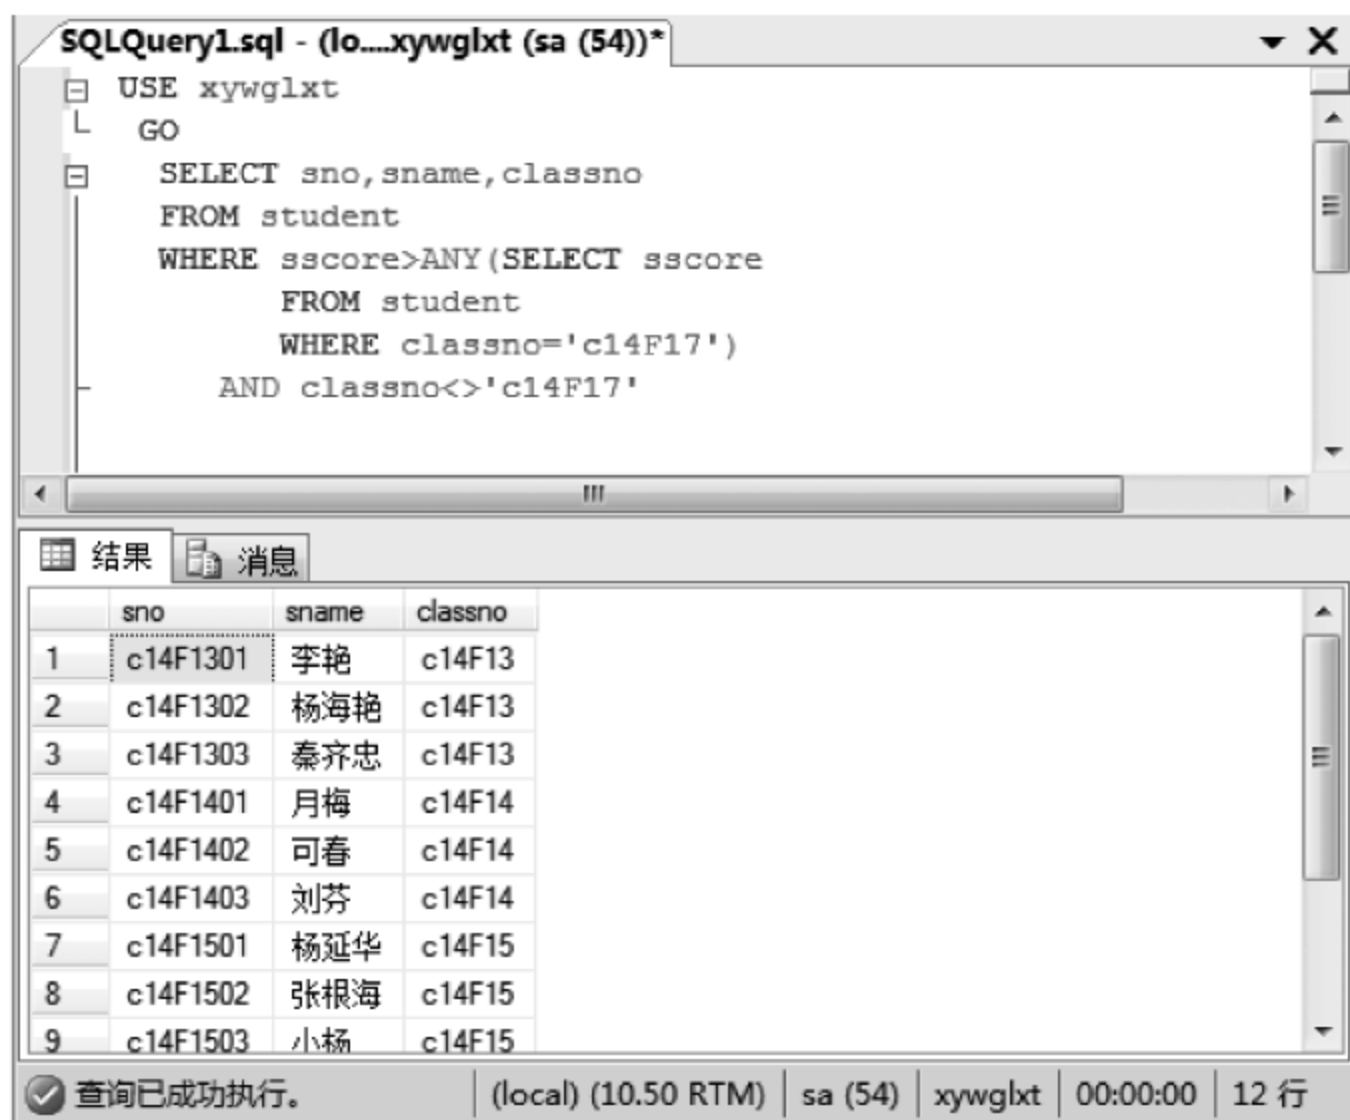 SQLQuery1.sql - (lo....xywglxt (sa (54))*
USE xywglxt
GO
SELECT sno,sname,classno
FROM student
WHERE sscore>ANY(SELECT sscore
FROM student
WHERE classno='c14F17')
AND classno<>'c14F17'
结果 消息
sno sname classno
1 c14F1301 李艳 c14F13
2 c14F1302 杨海艳 c14F13
3 c14F1303 秦齐忠 c14F13
4 c14F1401 月梅 c14F14
5 c14F1402 可春 c14F14
6 c14F1403 刘芬 c14F14
7 c14F1501 杨延华 c14F15
8 c14F1502 张根海 c14F15
9 c14F1503 小杨 c14F15
查询已成功执行。 (local) (10.50 RTM) sa (54) xywglxt 00:00:00 12 行